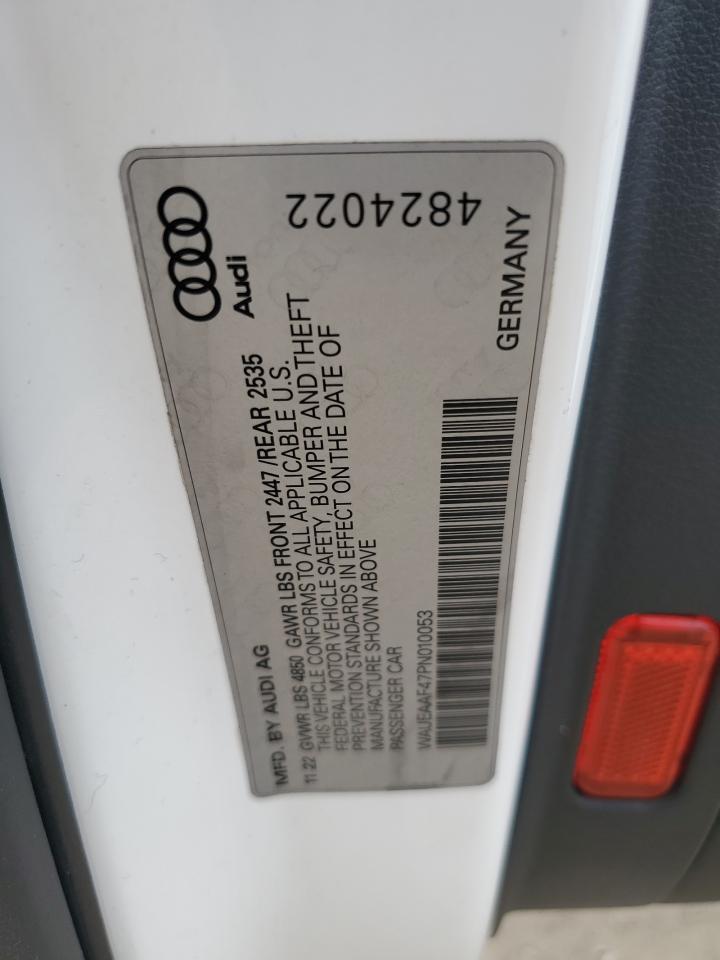 Audi
4824022
MFD. BY AUDI AG
11.22 GVWR LBS 4850 GAWR LBS FRONT 2447/REAR 2535
THIS VEHICLE CONFORMS TO ALL APPLICABLE U.S.
FEDERAL MOTOR VEHICLE SAFETY, BUMPER AND THEFT
PREVENTION STANDARDS IN EFFECT ON THE DATE OF
MANUFACTURE SHOWN ABOVE
PASSENGER CAR
WAUEAAF47PN010053
GERMANY